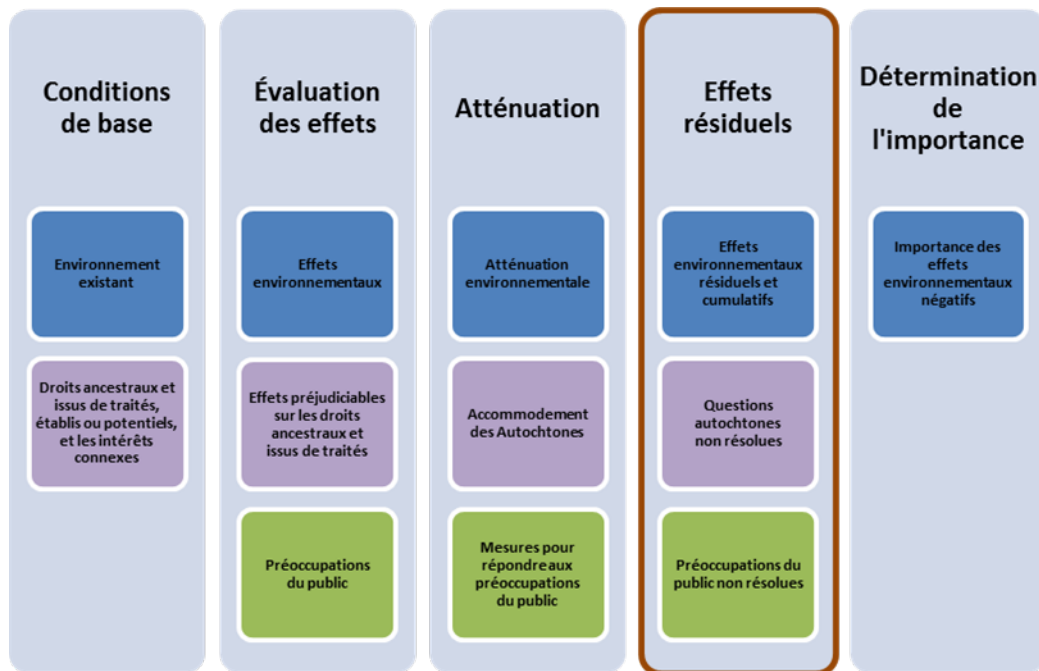 Conditions
de base
Environnement
existant
Droits ancestraux et
issus de traités,
établis ou potentiels,
et les intérêts
connexes
Évaluation
des effets
Effets
environnementaux
Effets préjudiciables
sur les droits
ancestraux et
issus de traités
Préoccupations
du public
Atténuation
Atténuation
environnementale
Accommodement
des Autochtones
Mesures pour
répondre aux
préoccupations
du public
Effets
résiduels
Effets
environnementaux
résiduels et
cumulatifs
Questions
autochtones
non résolues
Préoccupations du
public non résolues
Détermination
de
l'importance
Importance des
effets
environnementaux
négatifs